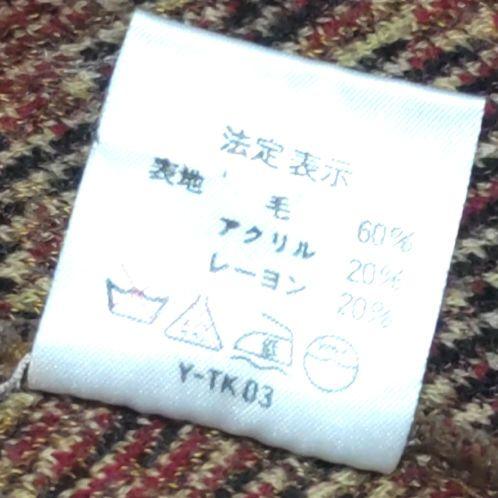 法定表示
表地 毛 60%
アクリル 20%
レーヨン 20%
Y-TK03